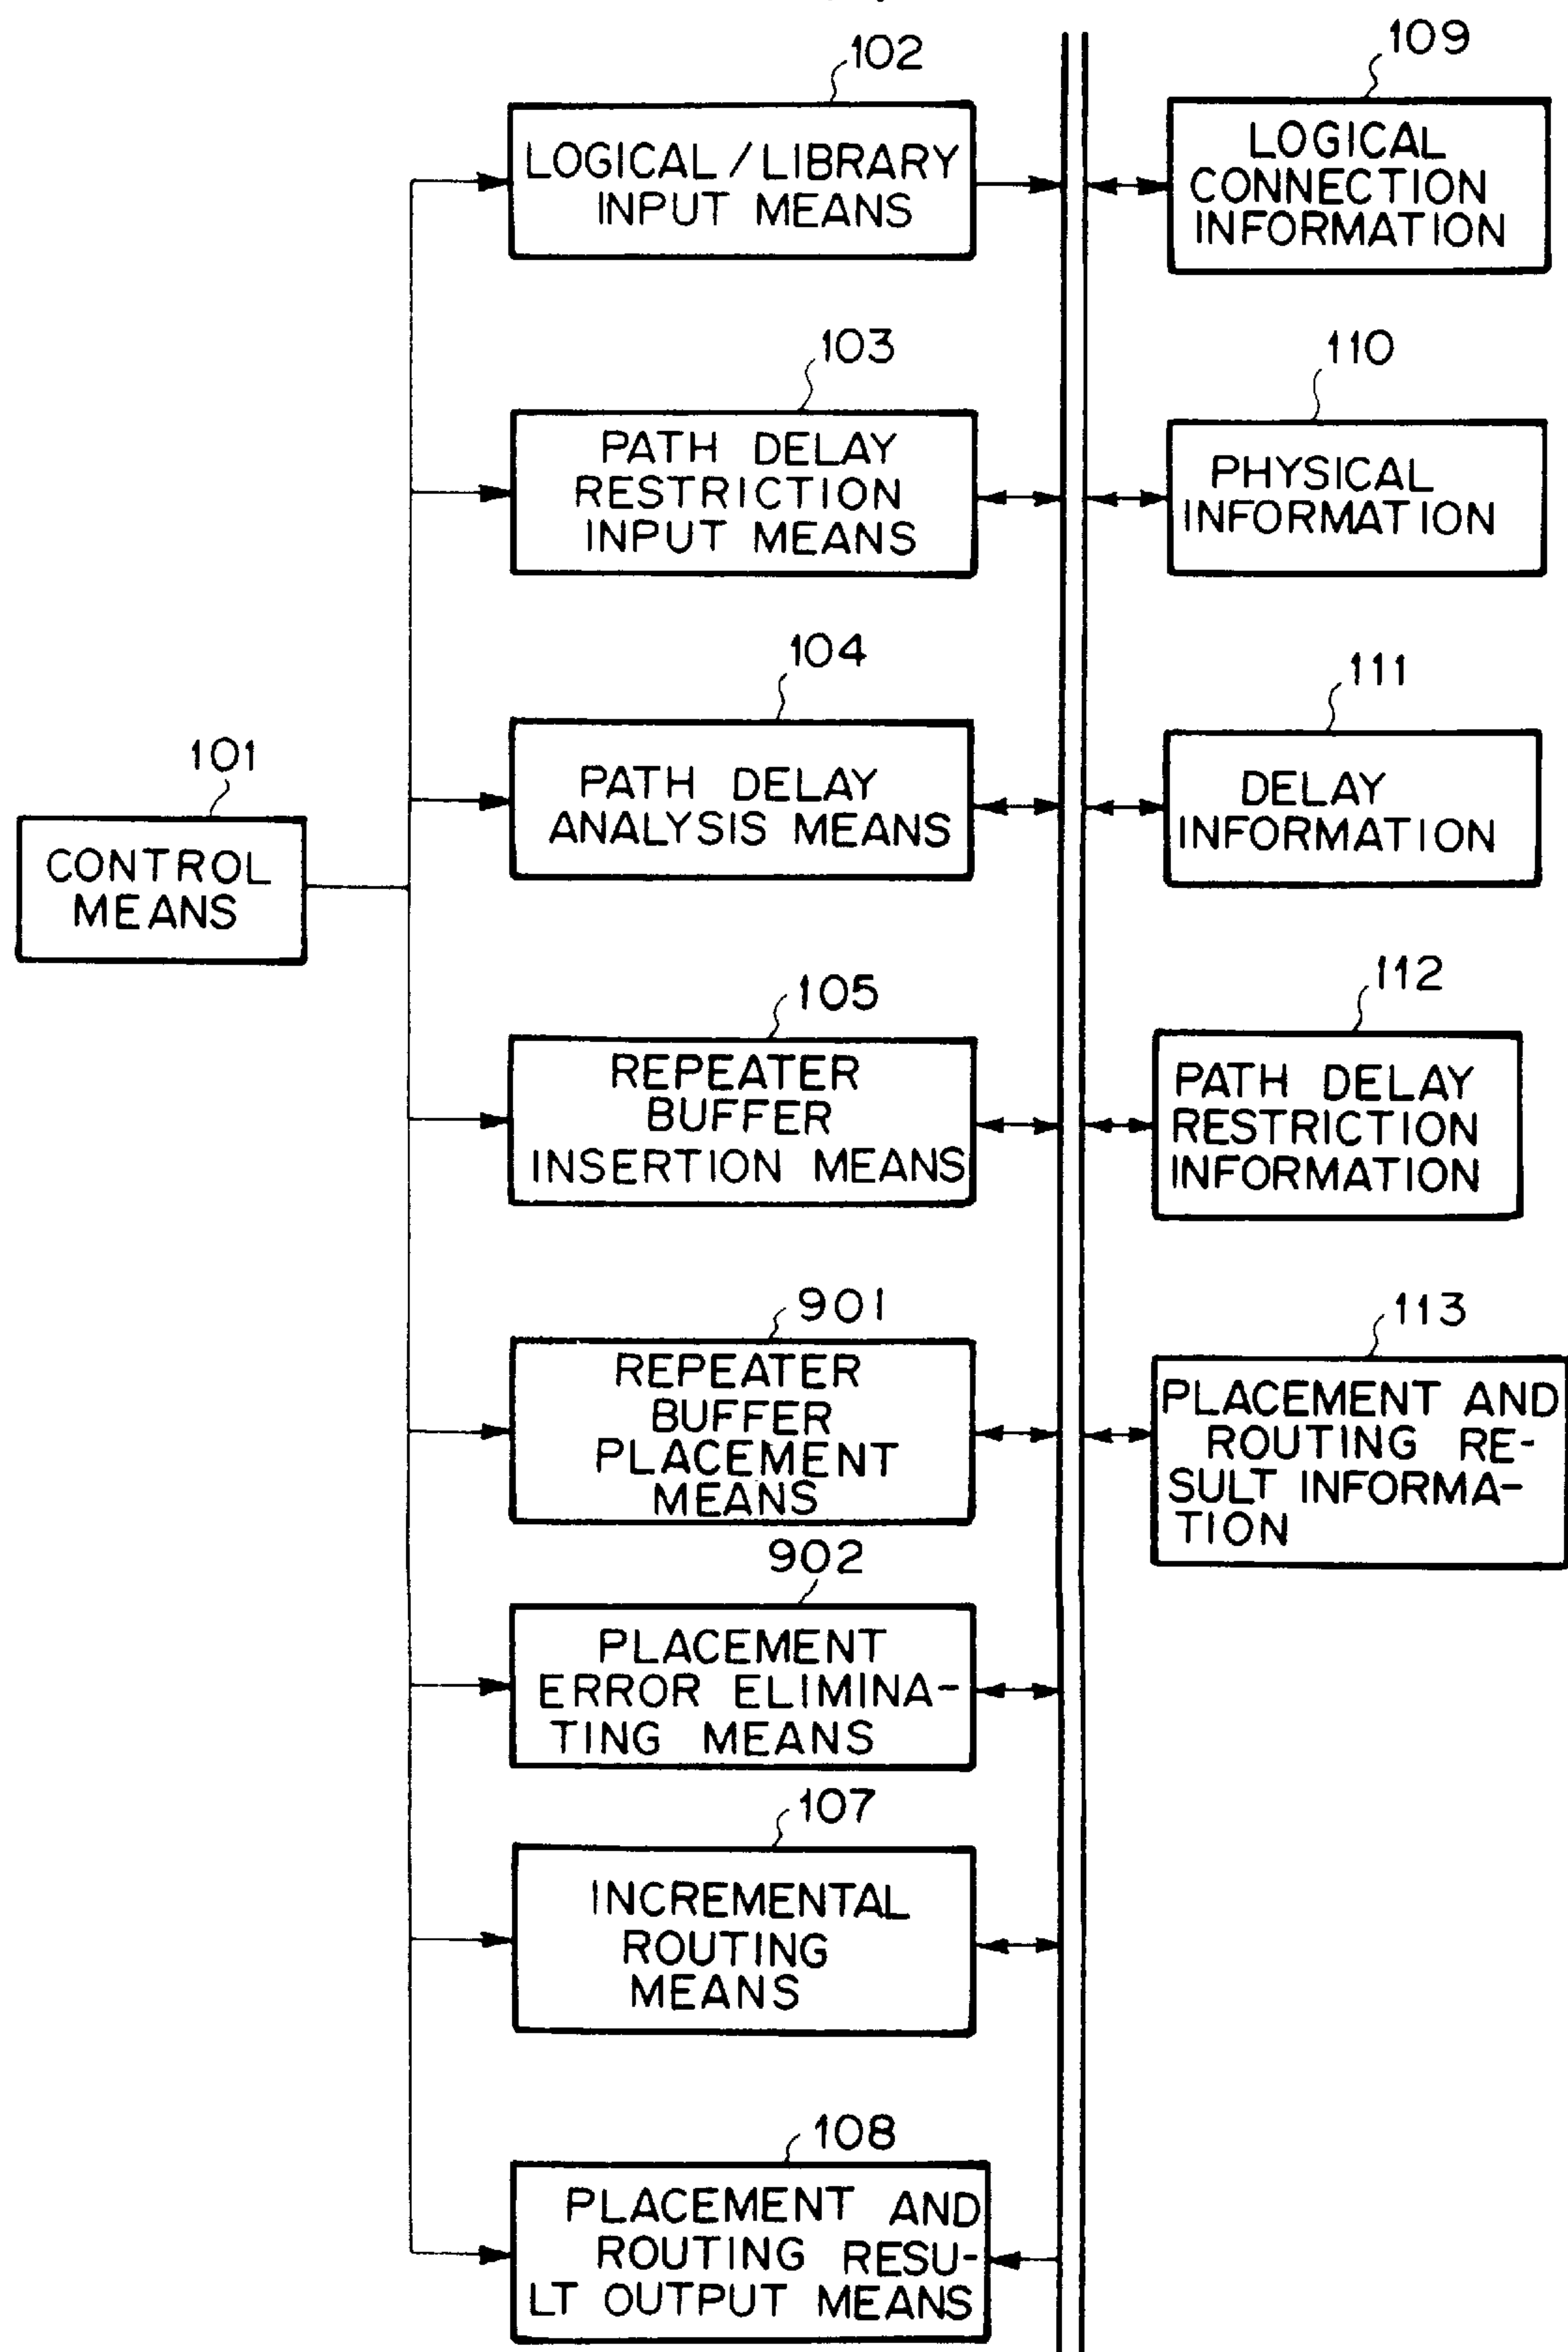 102
LOGICAL / LIBRARY
INPUT MEANS
109
LOGICAL
CONNECTION
INFORMATION
103
PATH DELAY
RESTRICTION
INPUT MEANS
110
PHYSICAL
INFORMATION
104
PATH DELAY
ANALYSIS MEANS
111
DELAY
INFORMATION
101
CONTROL
MEANS
105
REPEATER
BUFFER
INSERTION MEANS
112
PATH DELAY
RESTRICTION
INFORMATION
901
REPEATER
BUFFER
PLACEMENT
MEANS
113
PLACEMENT AND
ROUTING RE-
SULT INFORMA-
TION
902
PLACEMENT
ERROR ELIMINA-
TING MEANS
107
INCREMENTAL
ROUTING
MEANS
108
PLACEMENT AND
ROUTING RESU-
LT OUTPUT MEANS